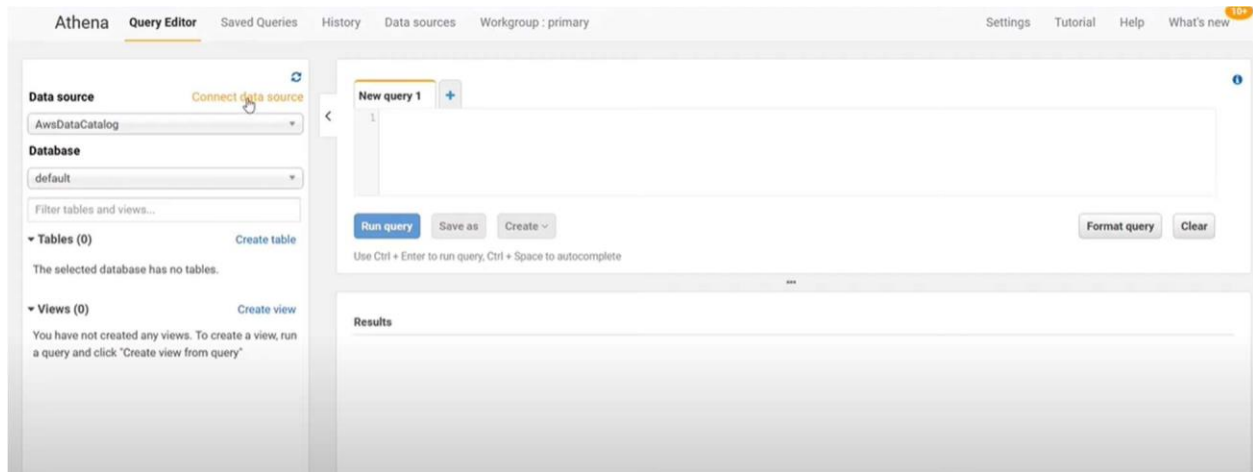 Athena Query Editor Saved Queries History Data sources Workgroup : primary Settings Tutorial Help What's new 10+
Data source Connect data source
AwsDataCatalog
Database
default
Filter tables and views...
Tables (0) Create table
The selected database has no tables.
Views (0) Create view
You have not created any views. To create a view, run
a query and click "Create view from query"
New query 1 +
1
Run query Save as Create Format query Clear
Use Ctrl + Enter to run query, Ctrl + Space to autocomplete
Results